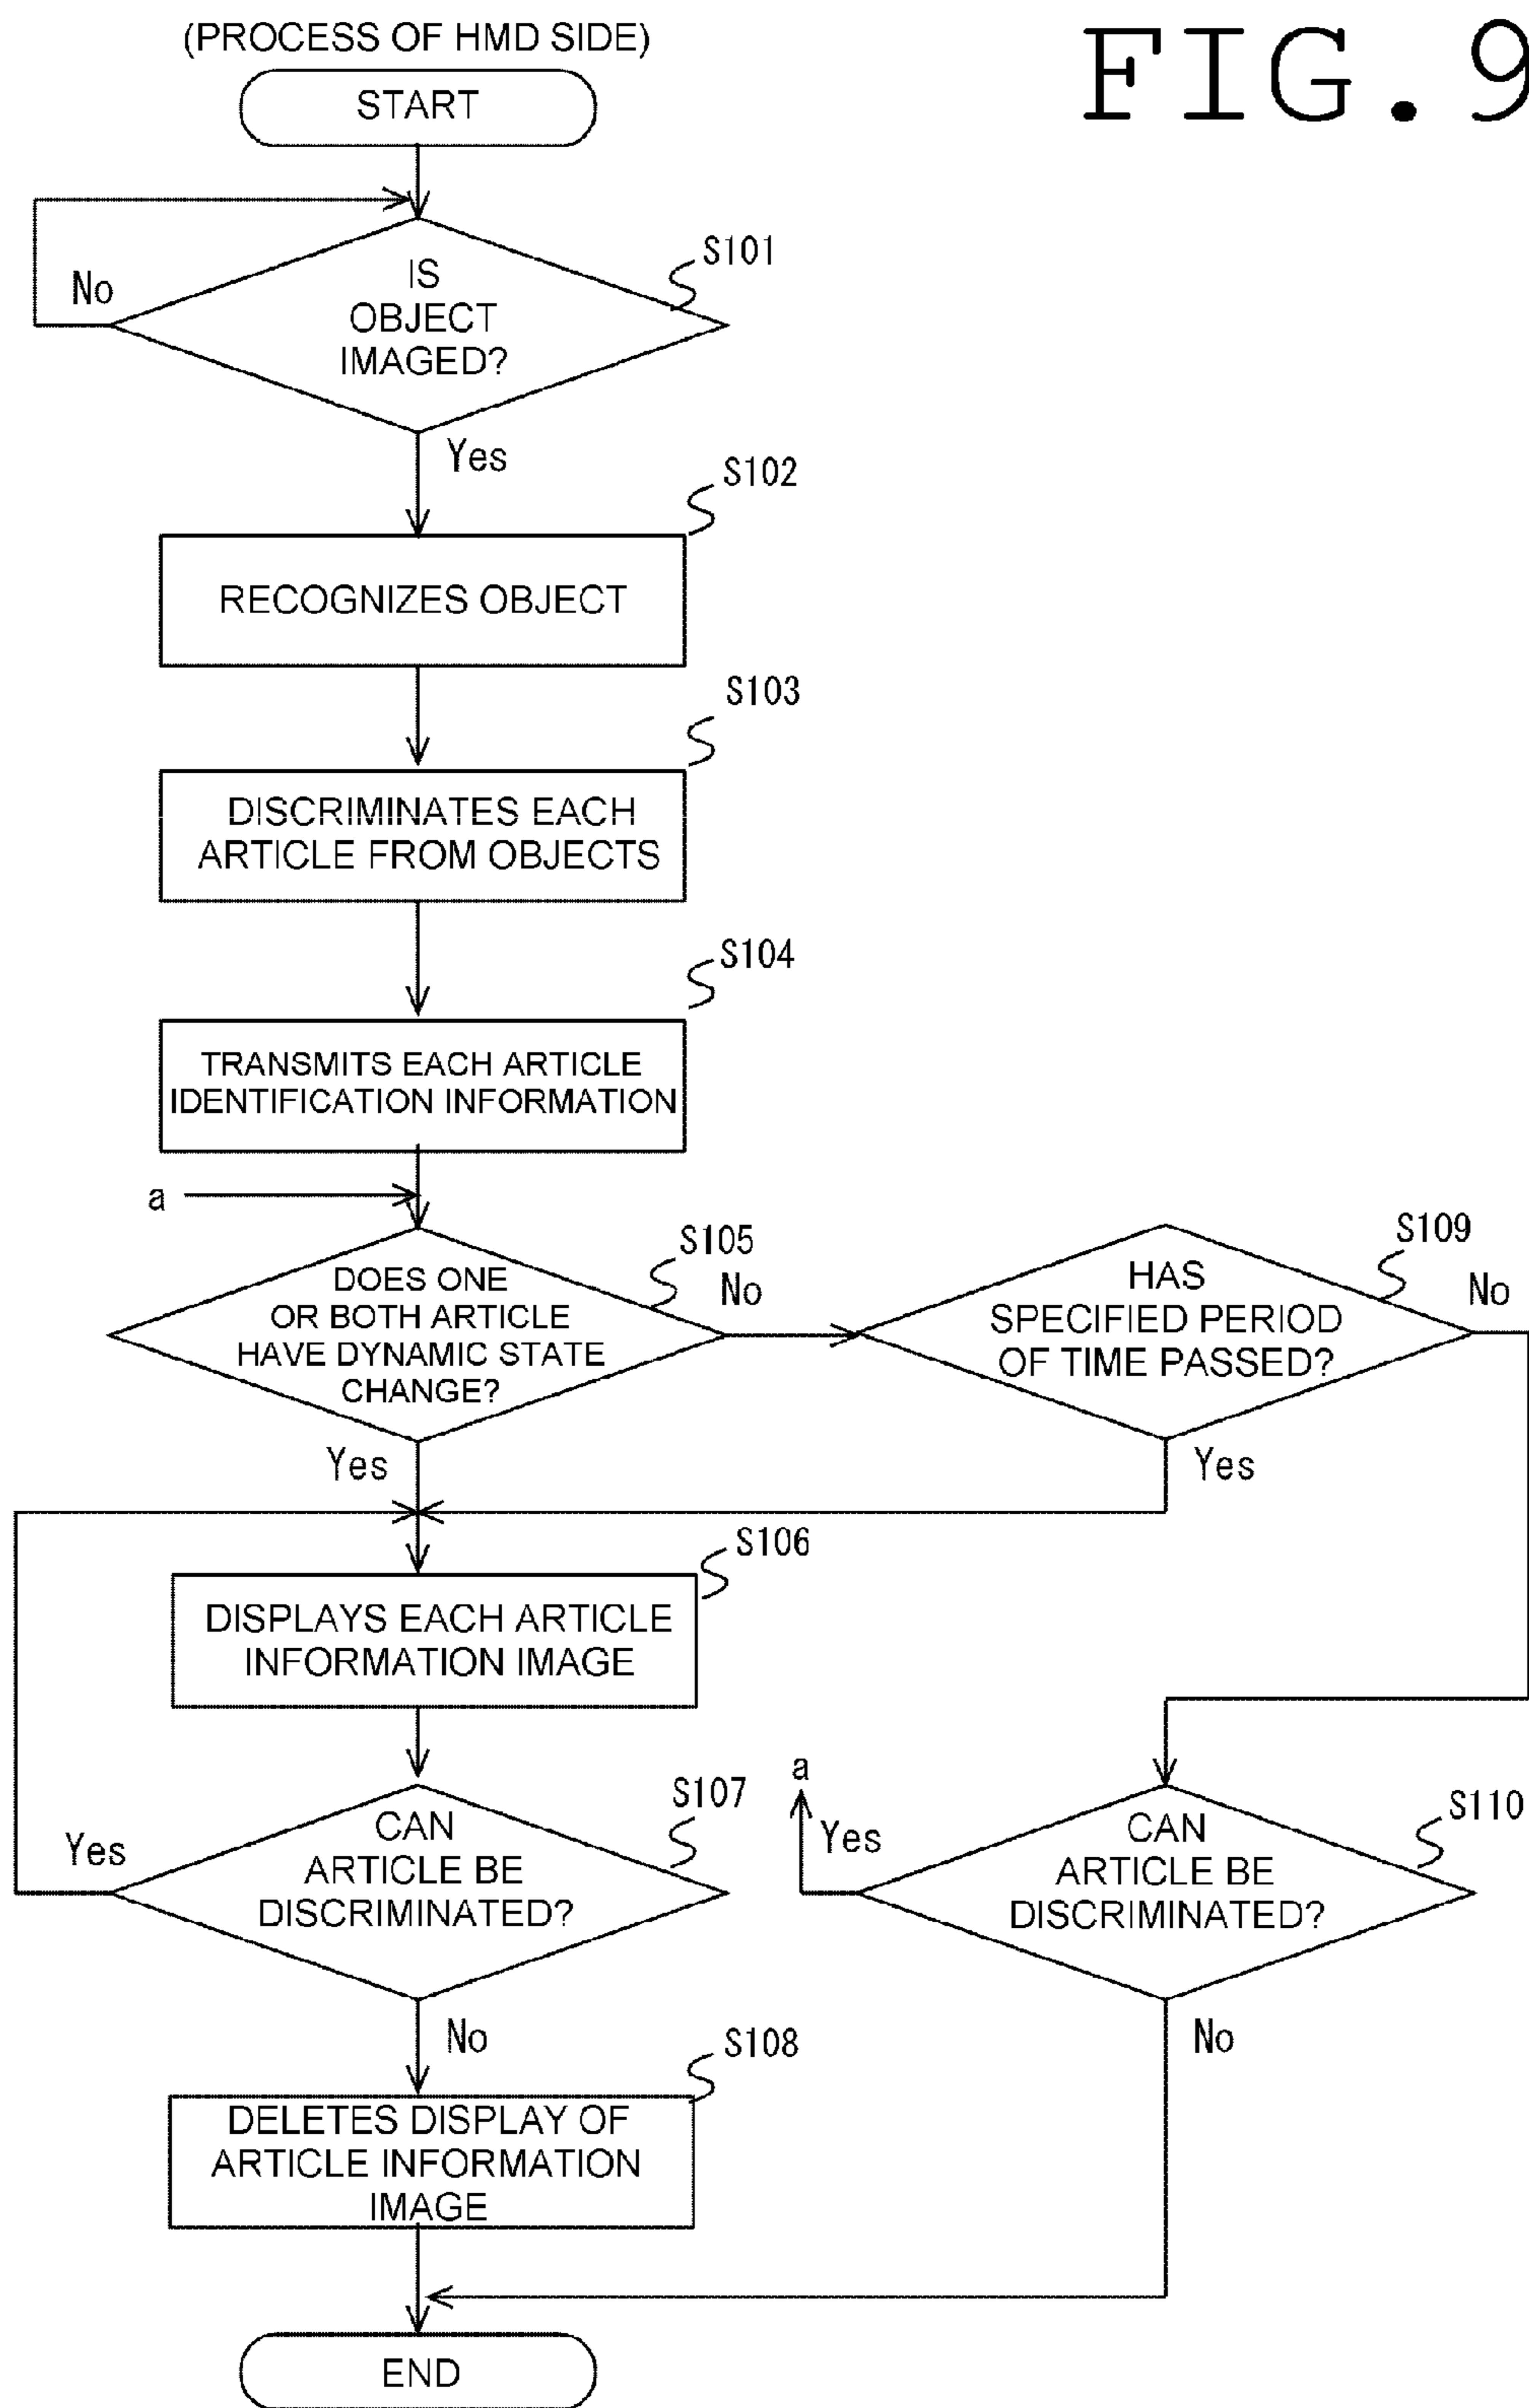 (PROCESS OF HMD SIDE)
FIG.9
START
IS
OBJECT
IMAGED?
S101
No
Yes
S102
RECOGNIZES OBJECT
S103
DISCRIMINATES EACH
ARTICLE FROM OBJECTS
S104
TRANSMITS EACH ARTICLE
IDENTIFICATION INFORMATION
a
S105
DOES ONE
OR BOTH ARTICLE
HAVE DYNAMIC STATE
CHANGE?
No
Yes
S109
HAS
SPECIFIED PERIOD
OF TIME PASSED?
No
Yes
S106
DISPLAYS EACH ARTICLE
INFORMATION IMAGE
S107
CAN
ARTICLE BE
DISCRIMINATED?
Yes
No
a
Yes
S110
CAN
ARTICLE BE
DISCRIMINATED?
No
S108
DELETES DISPLAY OF
ARTICLE INFORMATION
IMAGE
END